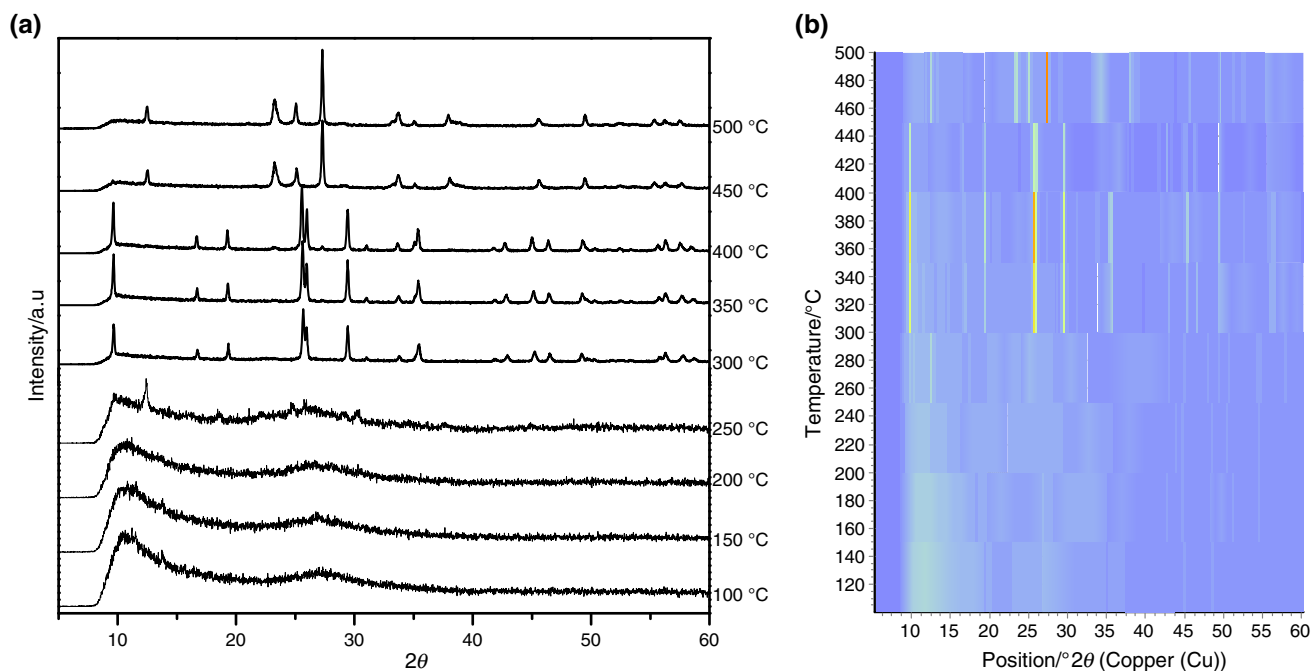 (a)
Intensity/a.u
500 °C
450 °C
400 °C
350 °C
300 °C
250 °C
200 °C
150 °C
100 °C
10 20 30 40 50 60
2θ
(b)
Temperature/°C
500
480
460
440
420
400
380
360
340
320
300
280
260
240
220
200
180
160
140
120
10 15 20 25 30 35 40 45 50 55 60
Position/°2θ (Copper (Cu))